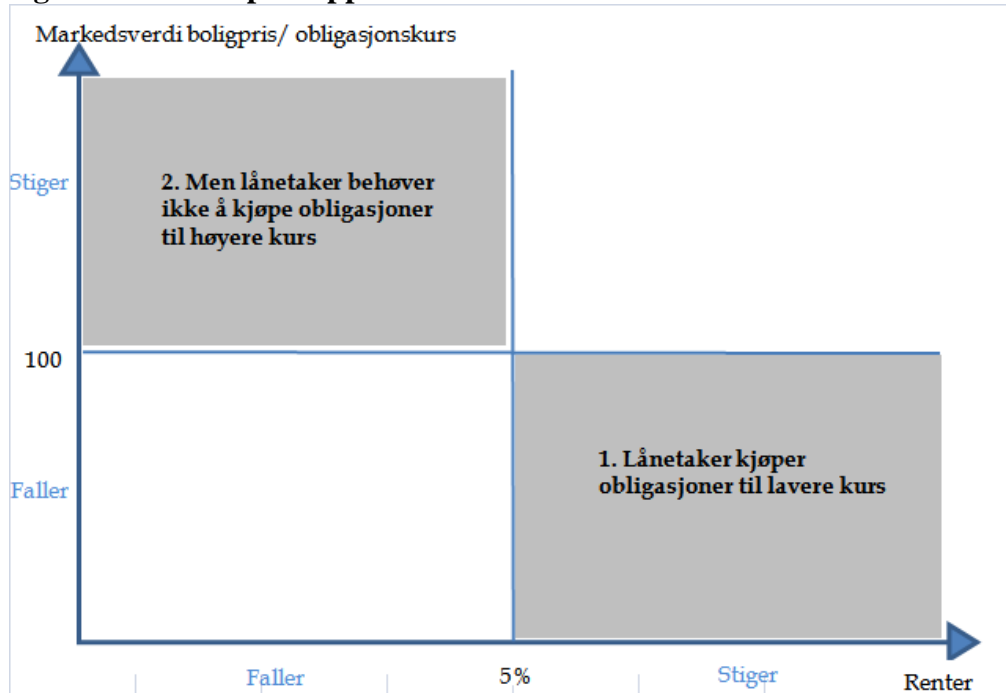 Markedsverdi boligpris/ obligasjonskurs
Stiger
2. Men lånetaker behøver
ikke å kjøpe obligasjoner
til høyere kurs
100
1. Lånetaker kjøper
obligasjoner til lavere kurs
Faller
Faller
5%
Stiger
Renter